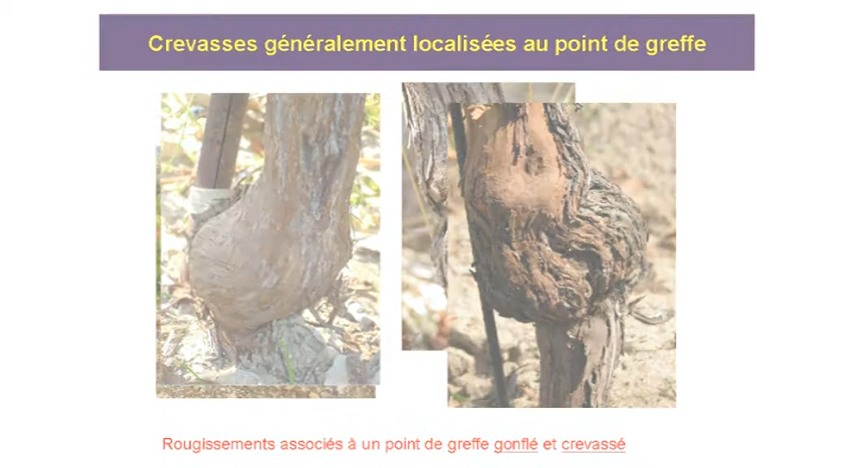 Crevasses généralement localisées au point de greffe
Rougissements associés à un point de greffe gonflé et crevassé